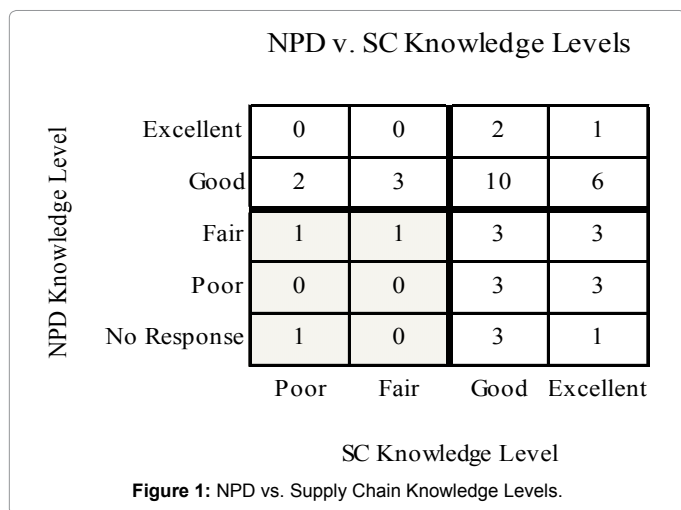 NPD v. SC Knowledge Levels
NPD Knowledge Level
Excellent 0 0 2 1
Good 2 3 10 6
Fair 1 1 3 3
Poor 0 0 3 3
No Response 1 0 3 1
Poor Fair Good Excellent
SC Knowledge Level
Figure 1: NPD vs. Supply Chain Knowledge Levels.